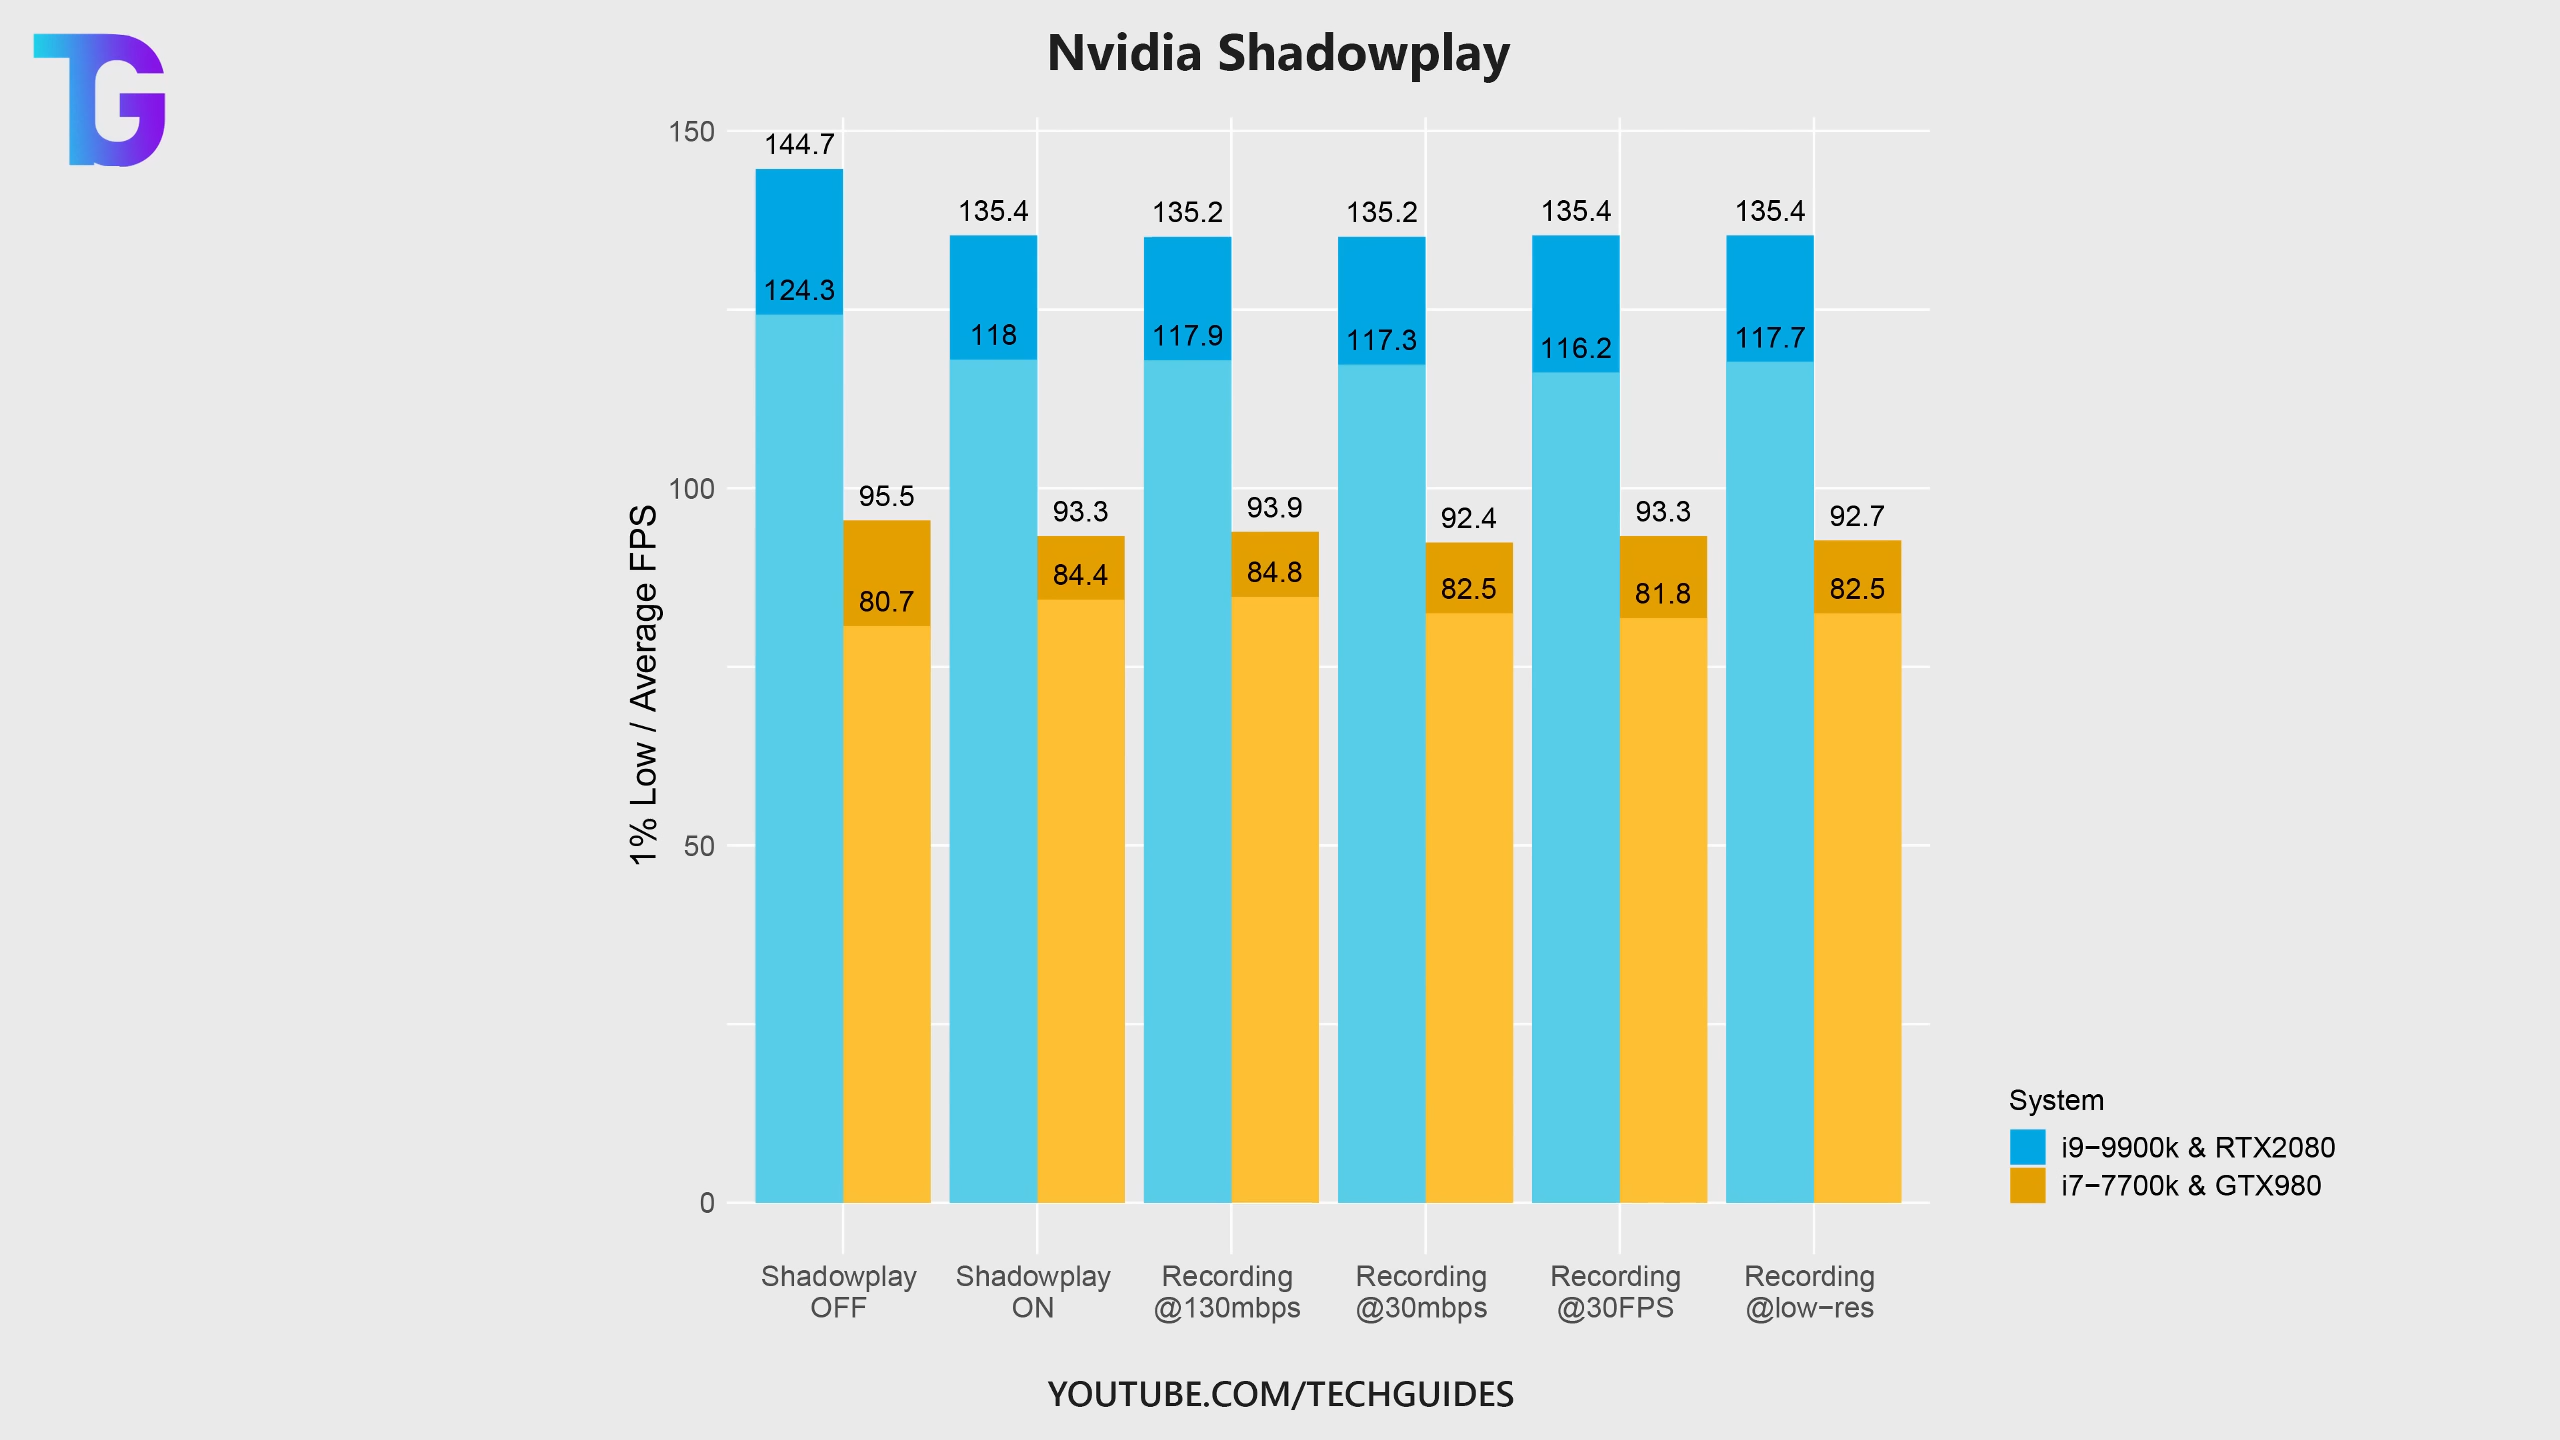 TG
Nvidia Shadowplay
1% Low / Average FPS
150
100
50
0
144.7
124.3
95.5
80.7
135.4
118
93.3
84.4
135.2
117.9
93.9
84.8
135.2
117.3
92.4
82.5
135.4
116.2
93.3
81.8
135.4
117.7
92.7
82.5
Shadowplay
OFF
Shadowplay
ON
Recording
@130mbps
Recording
@30mbps
Recording
@30FPS
Recording
@low−res
System
i9−9900k & RTX2080
i7−7700k & GTX980
YOUTUBE.COM/TECHGUIDES